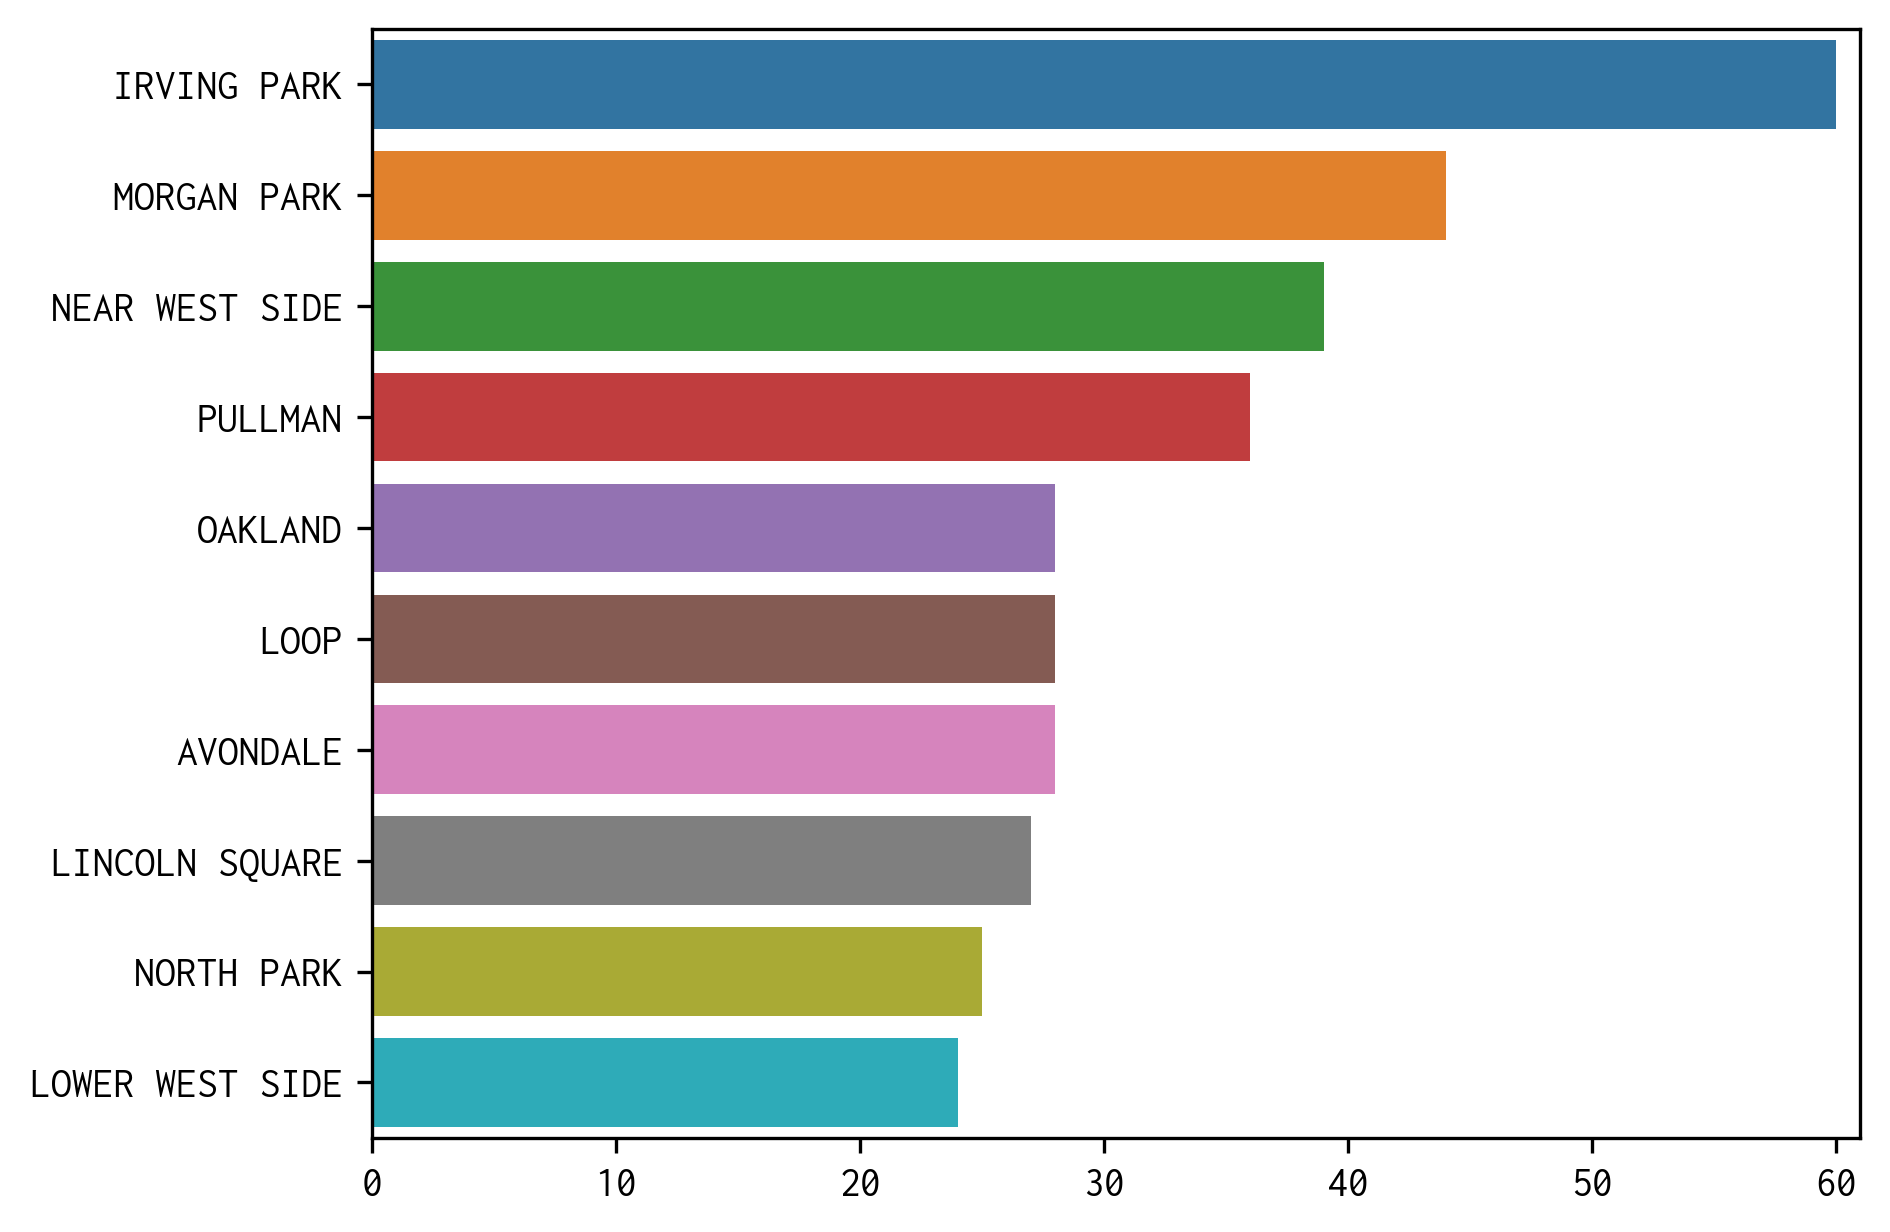 IRVING PARK
MORGAN PARK
NEAR WEST SIDE
PULLMAN
OAKLAND
LOOP
AVONDALE
LINCOLN SQUARE
NORTH PARK
LOWER WEST SIDE
0 10 20 30 40 50 60